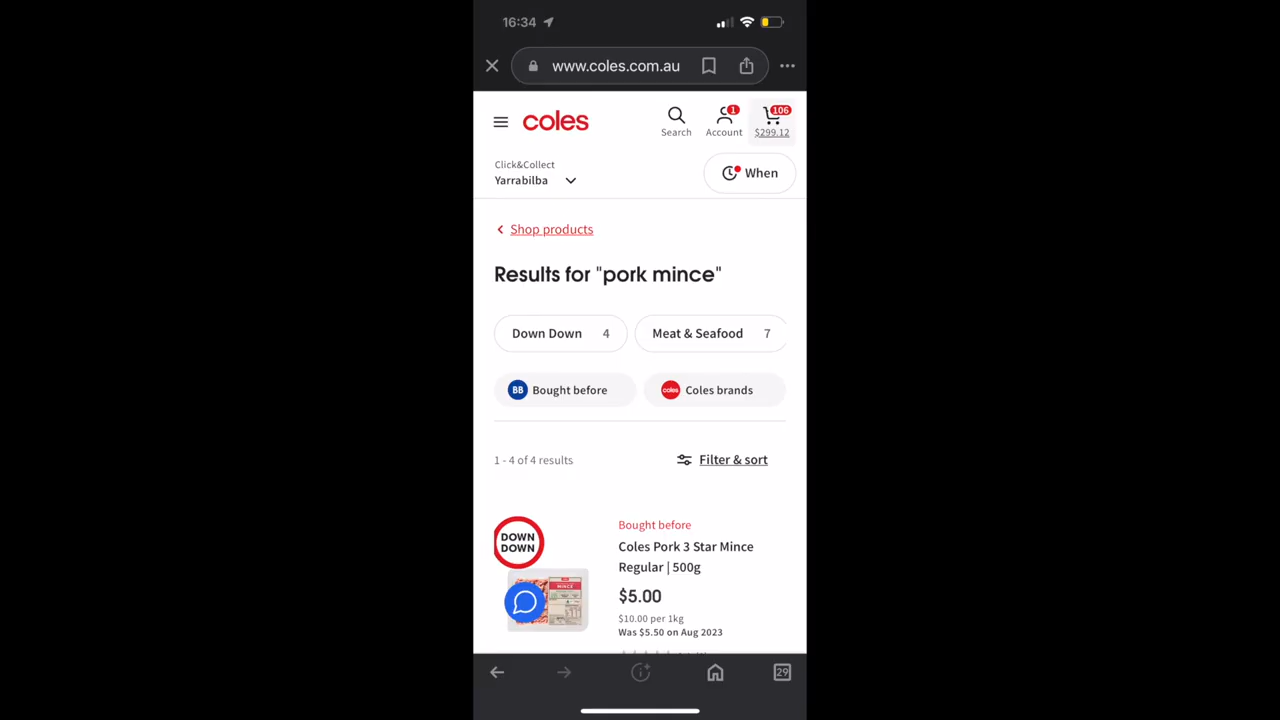 16:34
www.coles.com.au
coles
Search
1
Account
106
$299.12
Click&Collect
Yarrabilba
When
Shop products
Results for "pork mince"
Down Down 4
Meat & Seafood 7
BB Bought before
coles Coles brands
1 - 4 of 4 results
Filter & sort
DOWN
DOWN
Bought before
Coles Pork 3 Star Mince
Regular | 500g
$5.00
$10.00 per 1kg
Was $5.50 on Aug 2023
MINCE
29